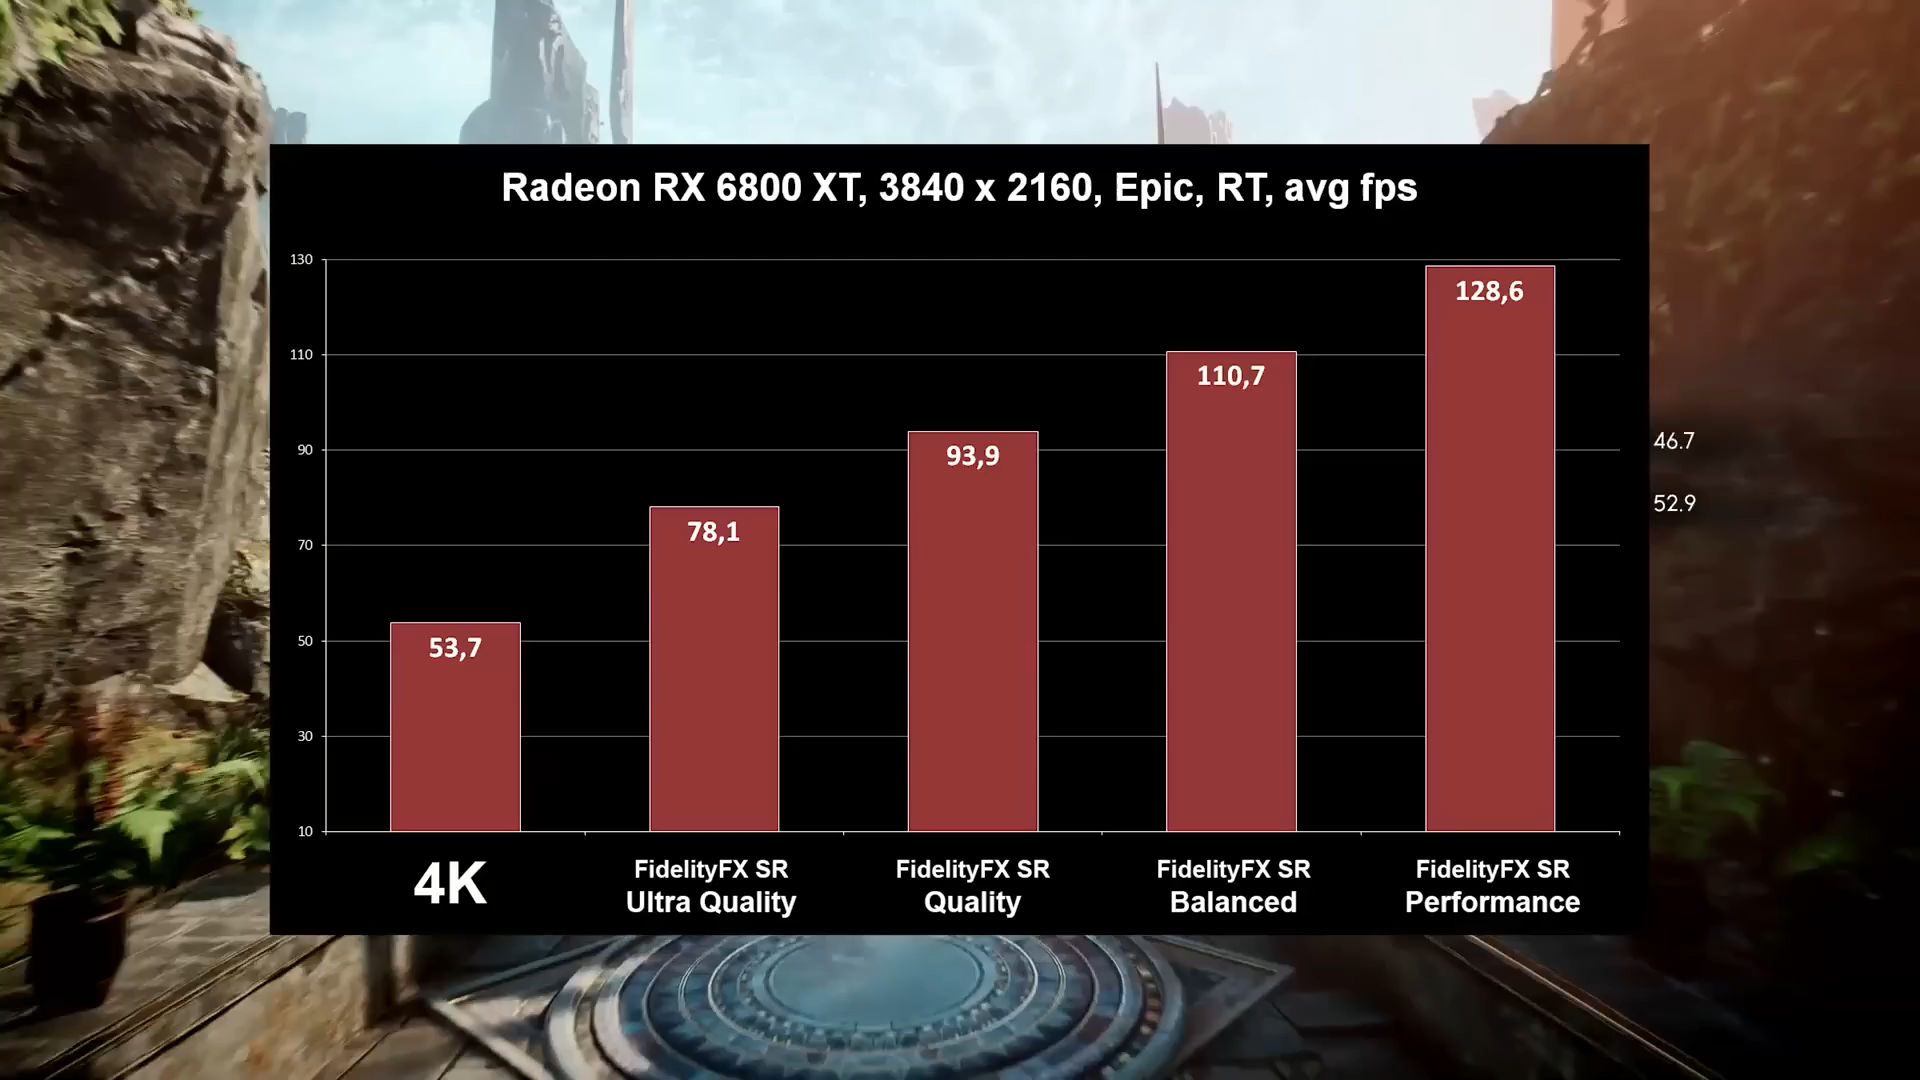 Radeon RX 6800 XT, 3840 x 2160, Epic, RT, avg fps
130
110
90
70
50
30
10
53,7
78,1
93,9
110,7
128,6
4K
FidelityFX SR
Ultra Quality
FidelityFX SR
Quality
FidelityFX SR
Balanced
FidelityFX SR
Performance
46.7
52.9